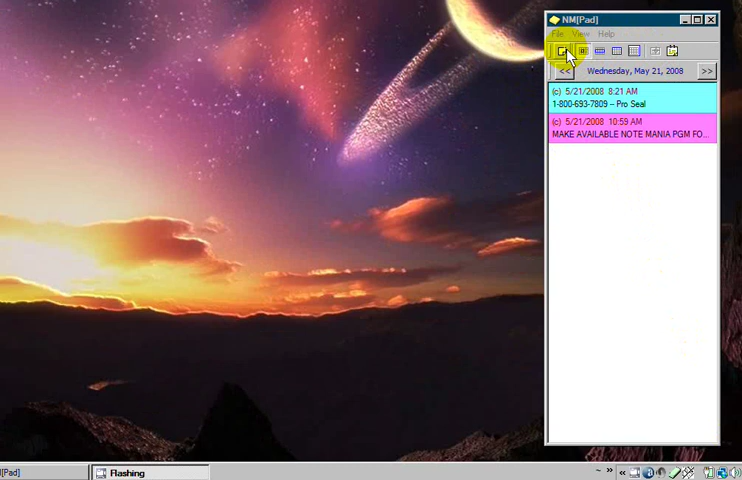 NM[Pad]
File View Help
<< Wednesday, May 21, 2008 >>
(c) 5/21/2008 8:21 AM
1-800-693-7809 -- Pro Seal
(c) 5/21/2008 10:59 AM
MAKE AVAILABLE NOTE MANIA PGM FO...
[Pad] Flashing ~ » «